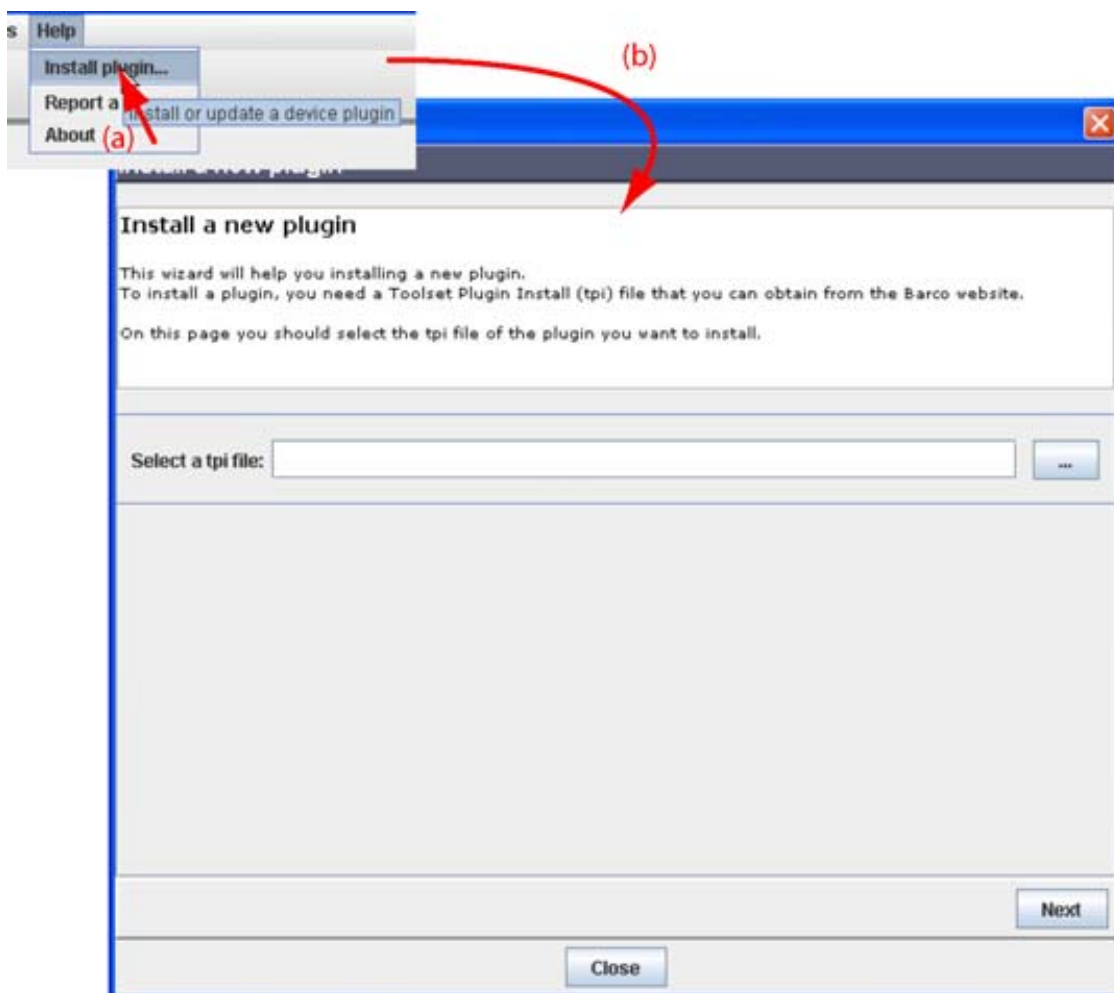 s Help
(b)
Install plugin...
Report a
Install or update a device plugin
About
(a)
Install a new plugin
Install a new plugin
This wizard will help you installing a new plugin.
To install a plugin, you need a Toolset Plugin Install (tpi) file that you can obtain from the Barco website.
On this page you should select the tpi file of the plugin you want to install.
Select a tpi file:
...
Next
Close